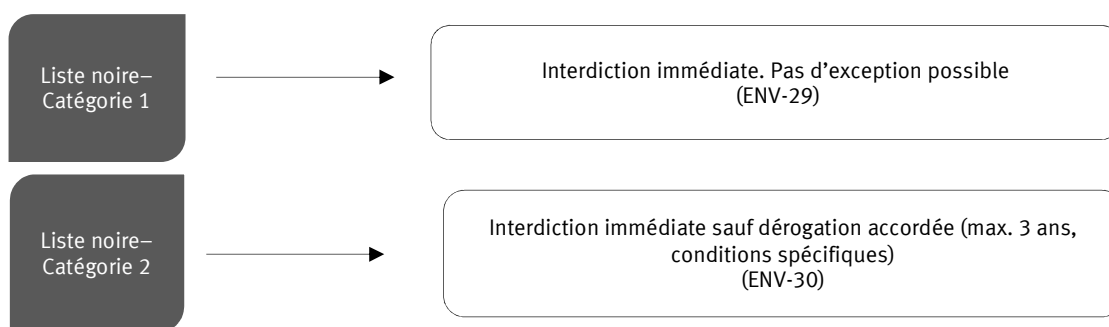 Liste noire–
Catégorie 1
Interdiction immédiate. Pas d'exception possible
(ENV-29)
Liste noire–
Catégorie 2
Interdiction immédiate sauf dérogation accordée (max. 3 ans,
conditions spécifiques)
(ENV-30)